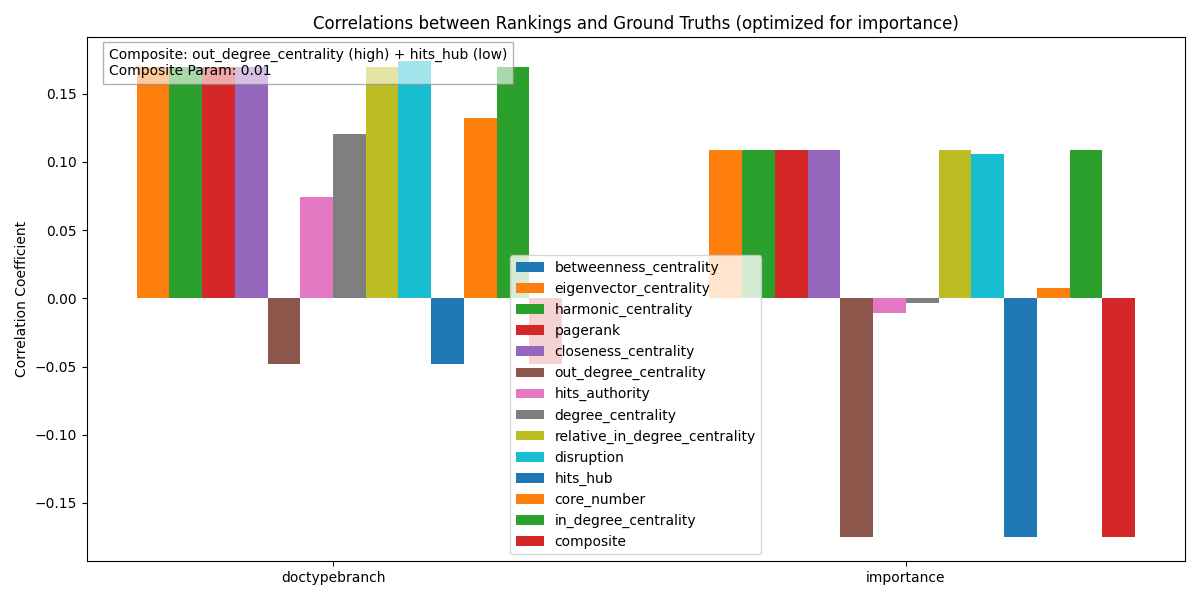 Correlations between Rankings and Ground Truths (optimized for importance)
Composite: out_degree_centrality (high) + hits_hub (low)
Composite Param: 0.01
Correlation Coefficient
0.15
0.10
0.05
0.00
−0.05
−0.10
−0.15
betweenness_centrality
eigenvector_centrality
harmonic_centrality
pagerank
closeness_centrality
out_degree_centrality
hits_authority
degree_centrality
relative_in_degree_centrality
disruption
hits_hub
core_number
in_degree_centrality
composite
doctypebranch
importance